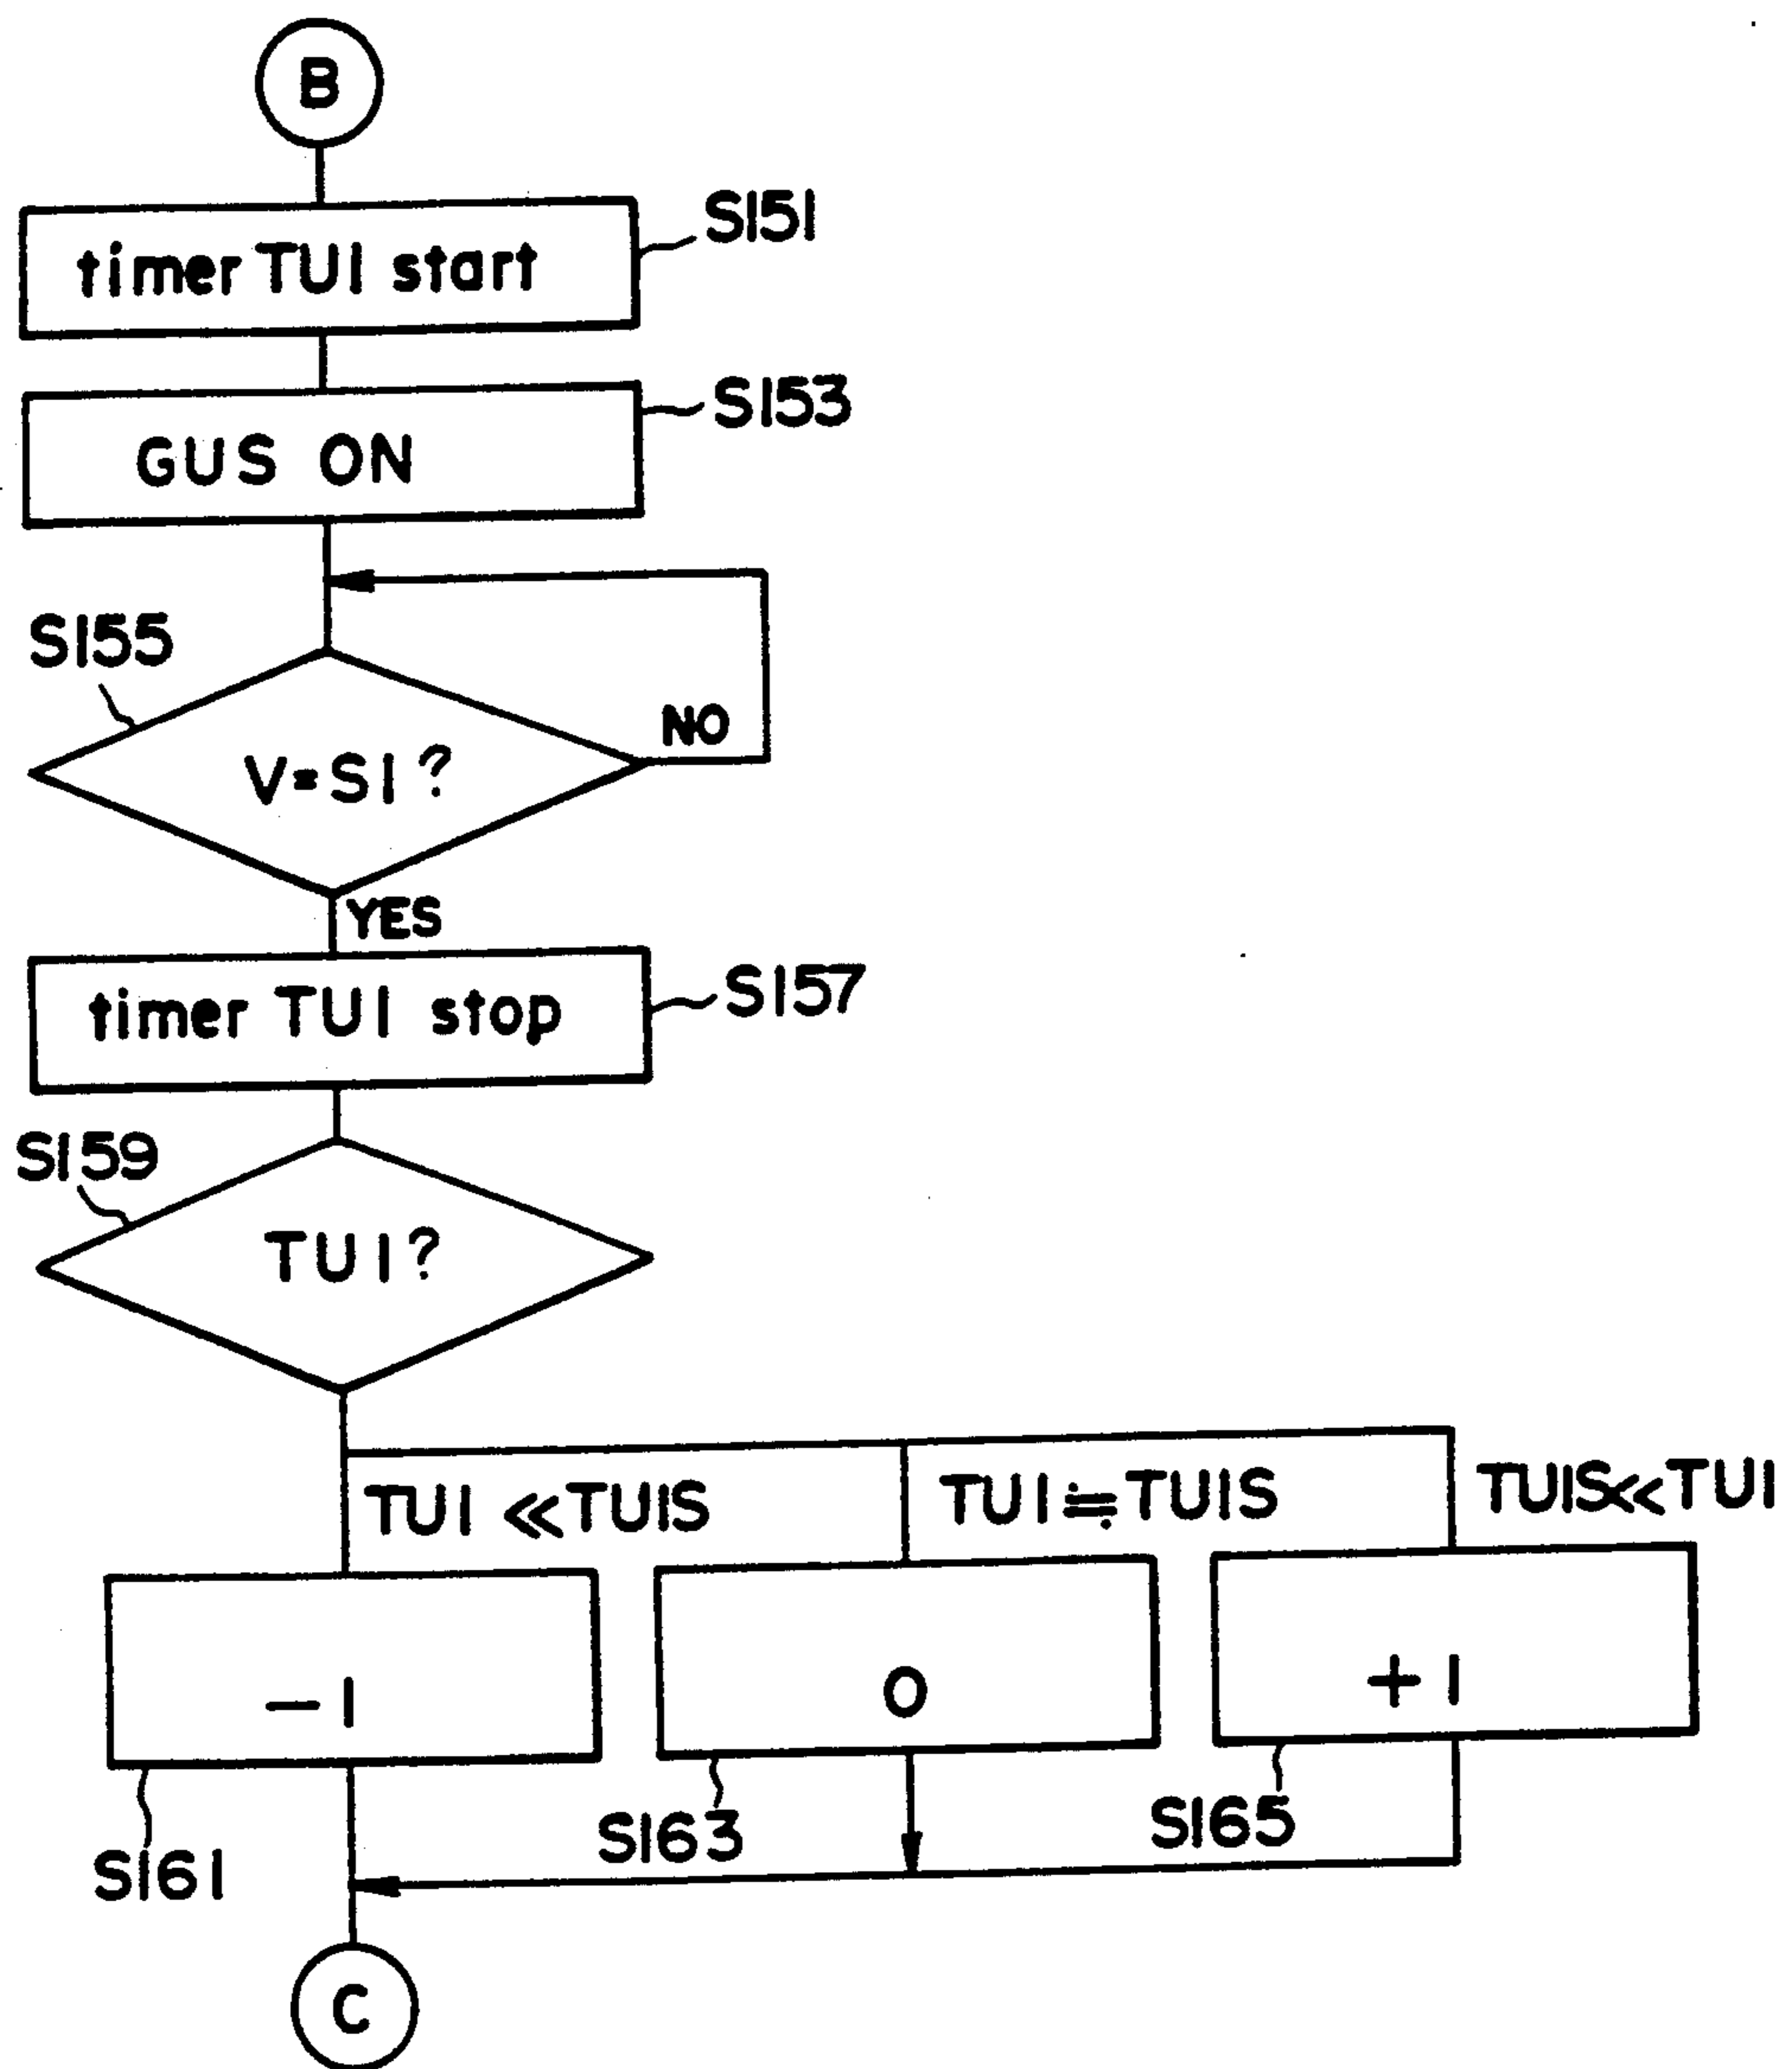 B
timer TU1 start
S151
GUS ON
S153
S155
V=S1?
NO
YES
timer TU1 stop
S157
S159
TU1?
TU1 ≪ TU1S
TU1 ≒ TU1S
TU1S ≪ TU1
-1
0
+1
S161
S163
S165
C